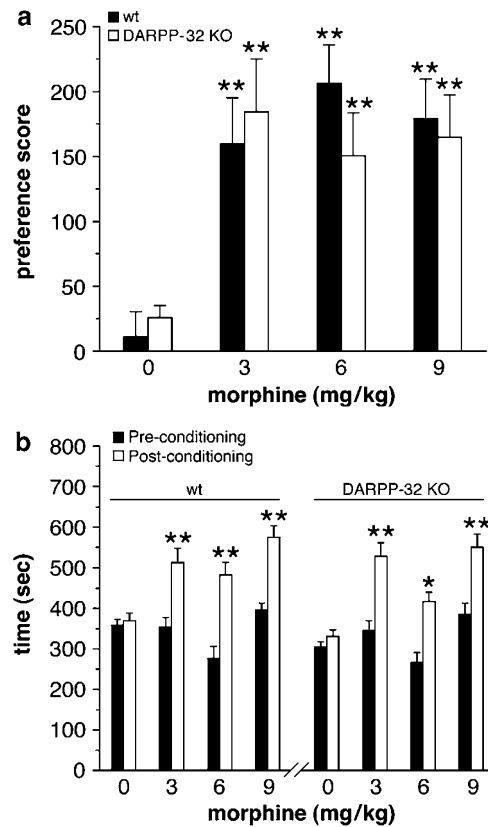 a
wt
DARPP-32 KO
250
200
150
100
50
0
preference score
** ** ** ** ** **
0 3 6 9
morphine (mg/kg)
b
Pre-conditioning
Post-conditioning
wt DARPP-32 KO
800
700
600
500
400
300
200
100
0
time (sec)
** ** ** ** * **
0 3 6 9 0 3 6 9
morphine (mg/kg)